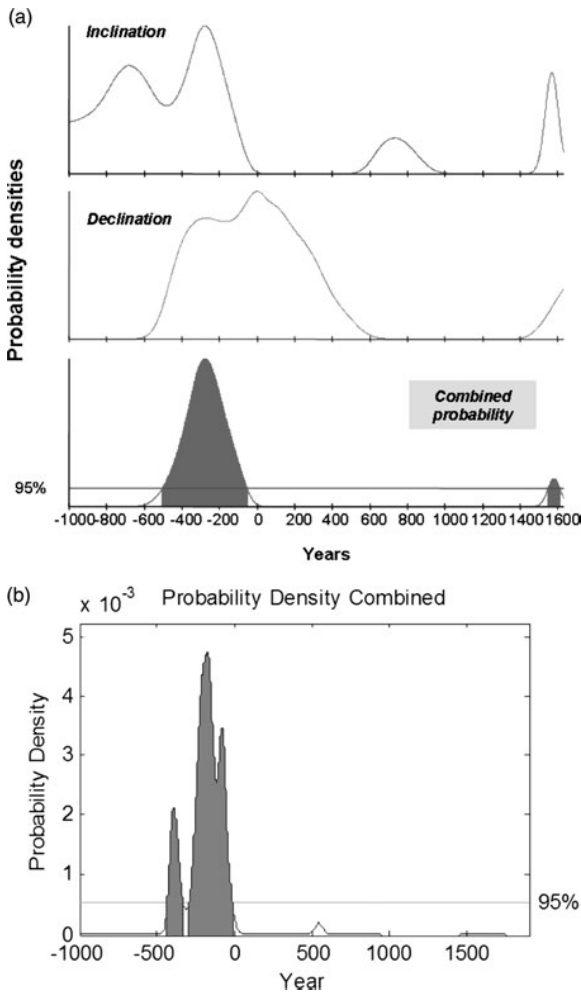 (a)
Inclination
Declination
Probability densities
Combined
probability
95%
-1000-800 -600 -400 -200 0 200 400 600 800 1000 1200 1400 1600
Years
(b)
x 10-3 Probability Density Combined
5
4
3
2
1
0
Probability Density
95%
-1000 -500 0 500 1000 1500
Year